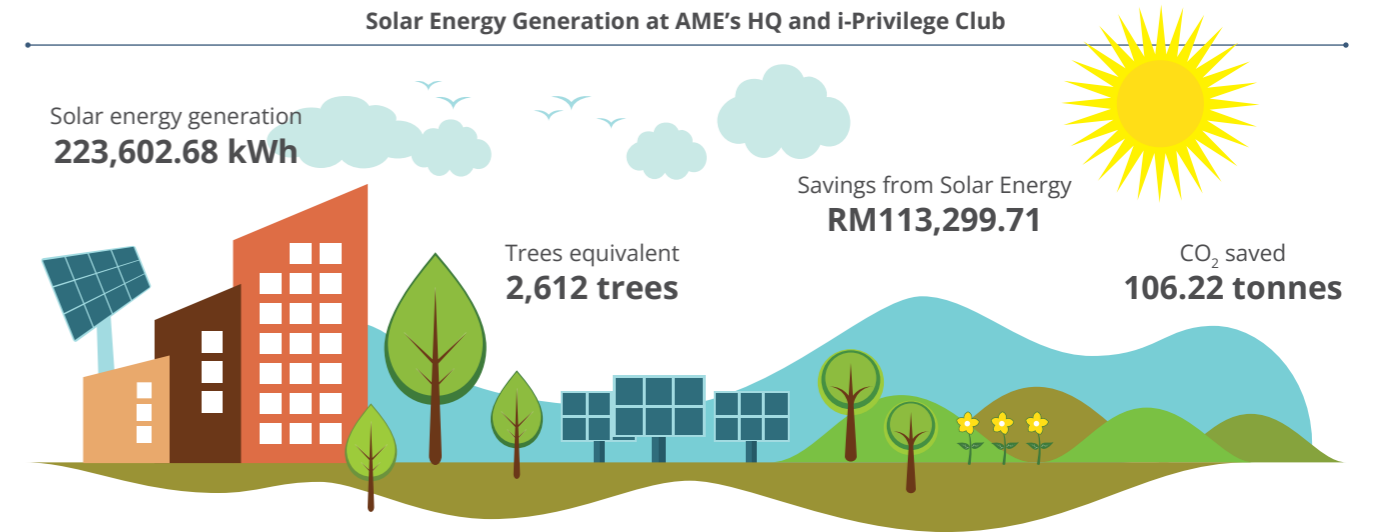 Solar Energy Generation at AME’s HQ and i-Privilege Club
Solar energy generation
223,602.68 kWh
Savings from Solar Energy
RM113,299.71
Trees equivalent
2,612 trees
CO₂ saved
106.22 tonnes